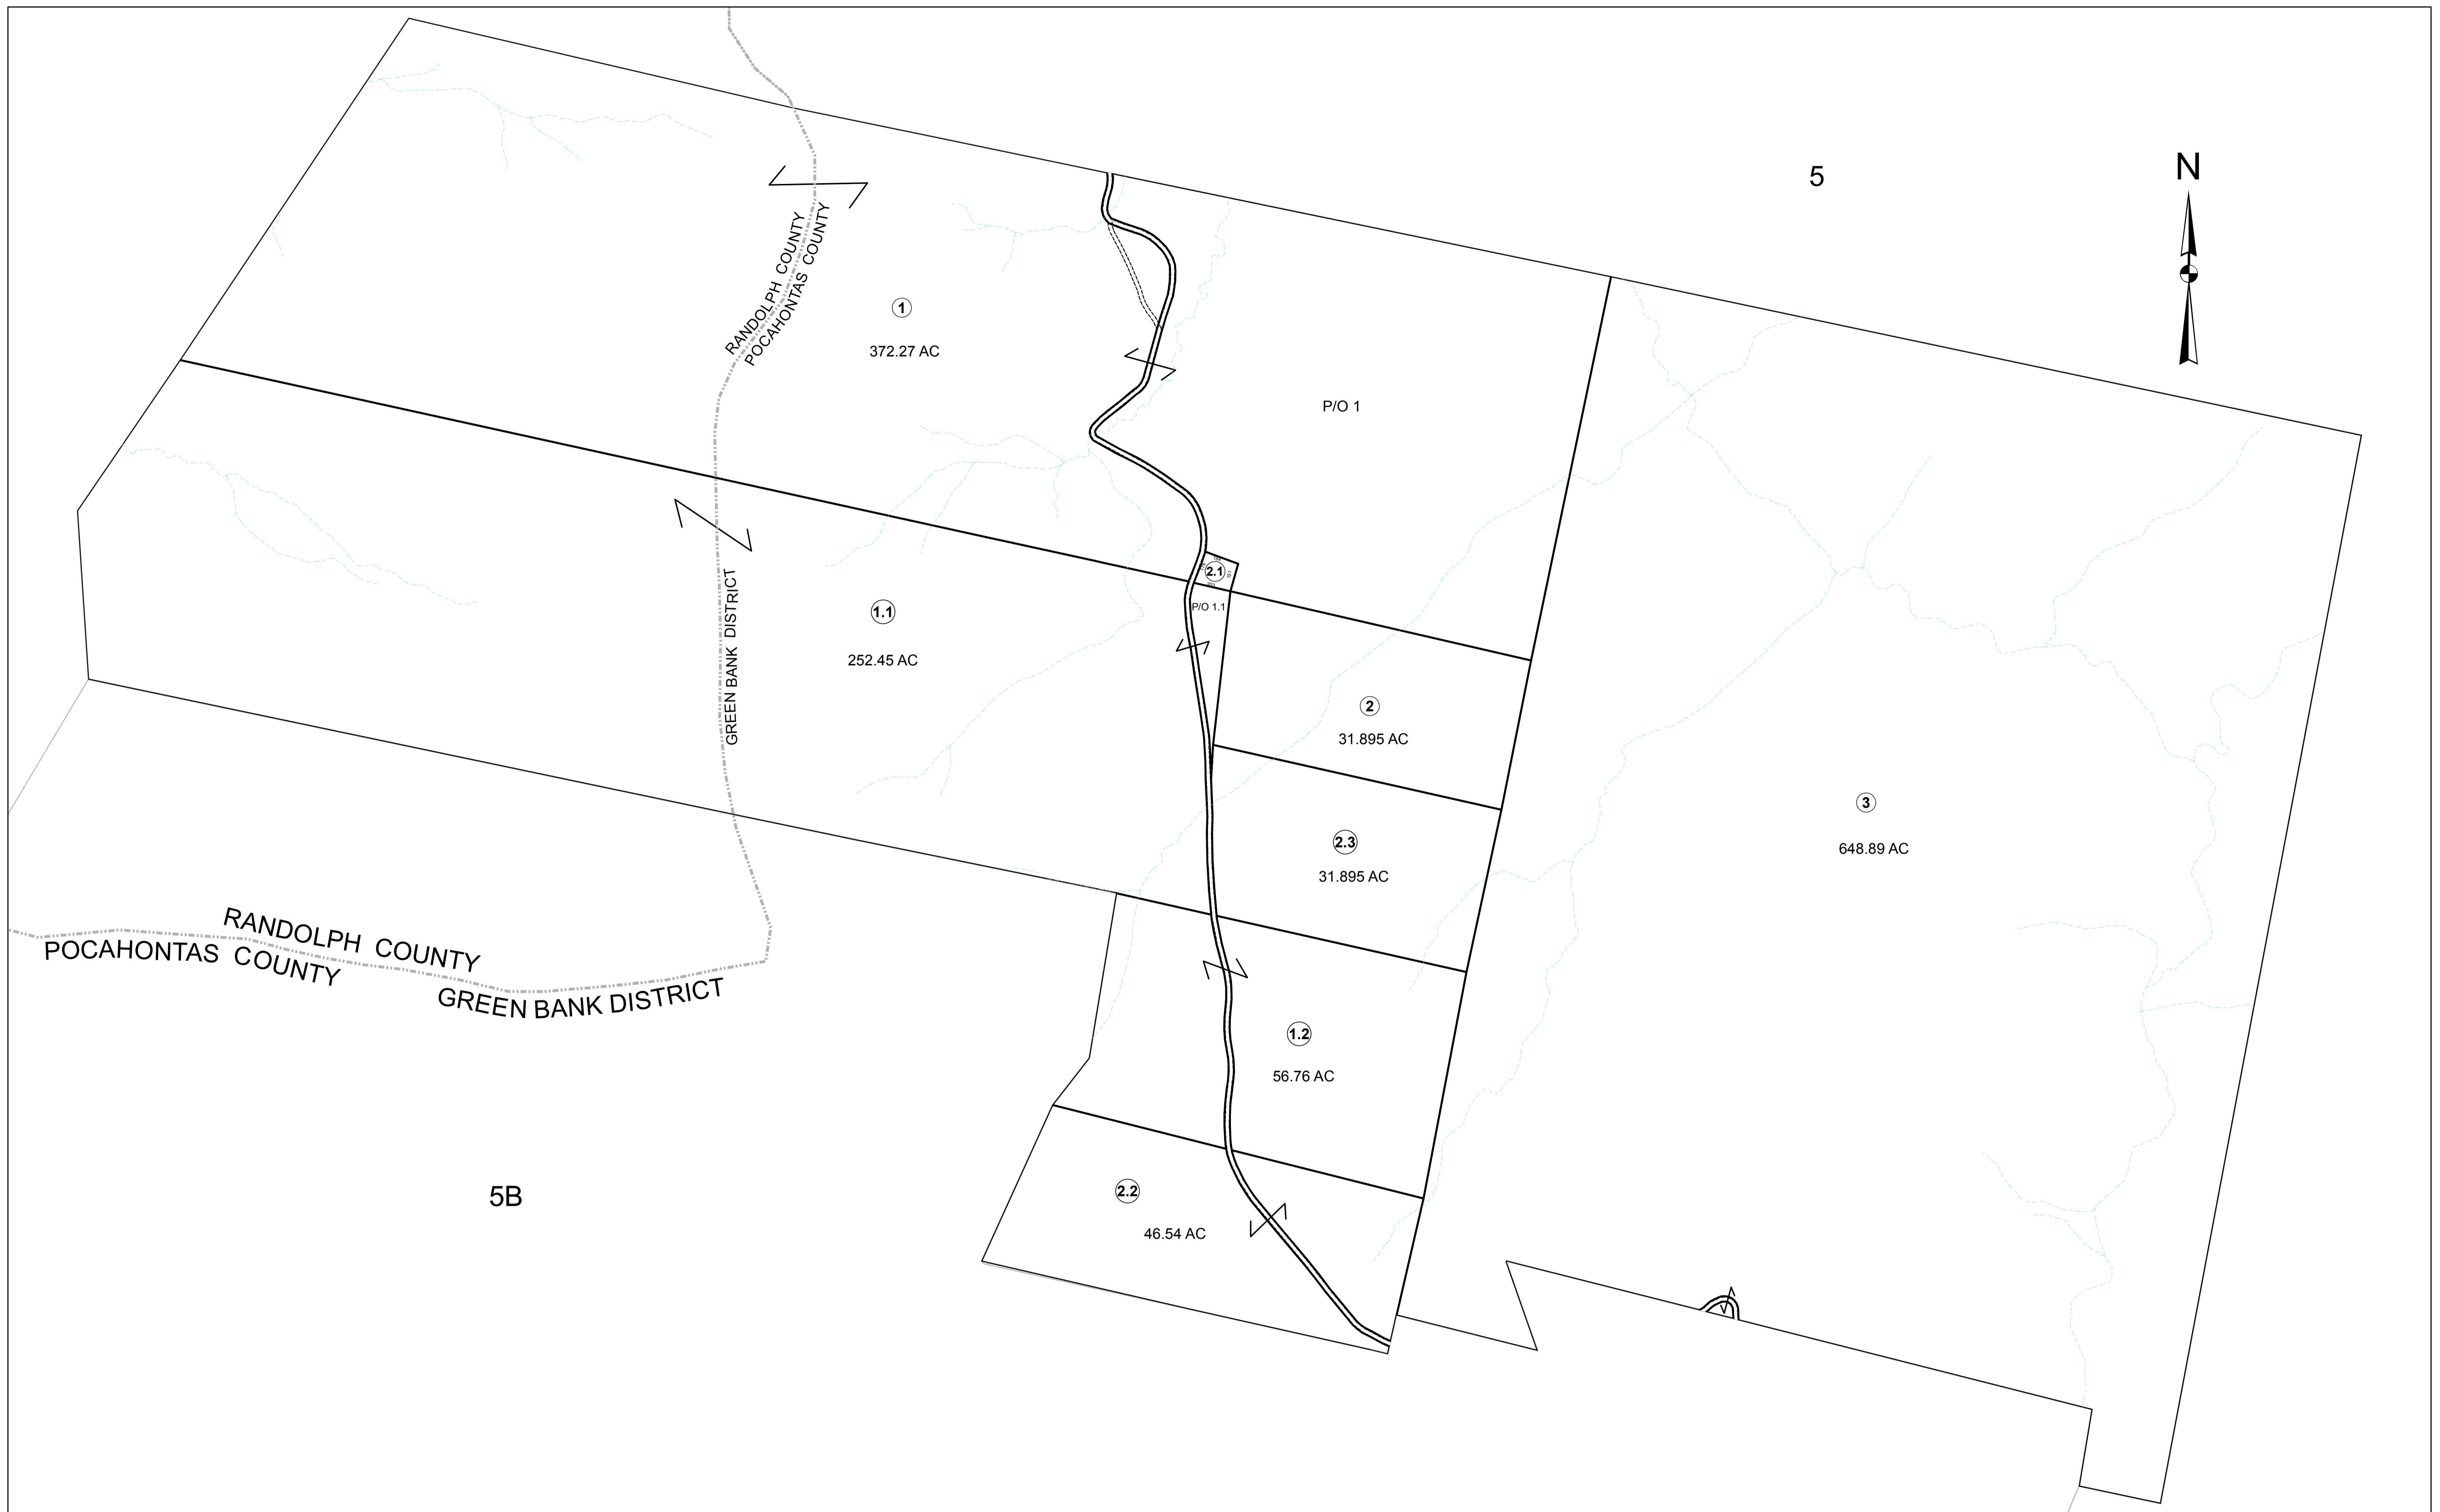 5
N
RANDOLPH COUNTY
POCAHONTAS COUNTY
1
372.27 AC
P/O 1
2.1
P/O 1.1
1.1
252.45 AC
GREEN BANK DISTRICT
2
31.895 AC
3
648.89 AC
2.3
31.895 AC
RANDOLPH COUNTY
POCAHONTAS COUNTY
GREEN BANK DISTRICT
1.2
56.76 AC
5B
2.2
46.54 AC